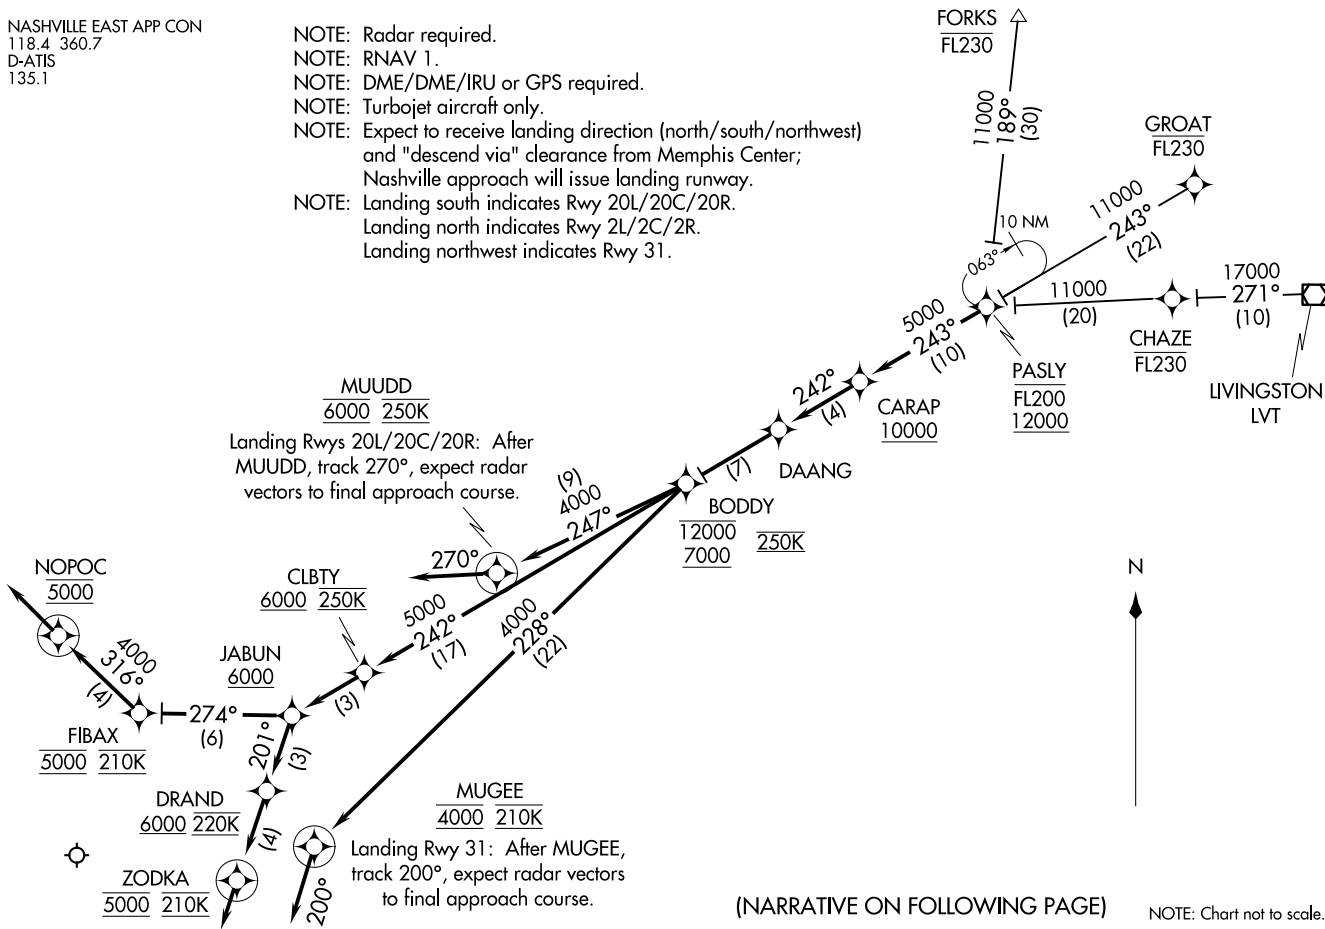 NASHVILLE EAST APP CON
118.4 360.7
D-ATIS
135.1
NOTE: Radar required.
NOTE: RNAV 1.
NOTE: DME/DME/IRU or GPS required.
NOTE: Turbojet aircraft only.
NOTE: Expect to receive landing direction (north/south/northwest)
and "descend via" clearance from Memphis Center;
Nashville approach will issue landing runway.
NOTE: Landing south indicates Rwy 20L/20C/20R.
Landing north indicates Rwy 2L/2C/2R.
Landing northwest indicates Rwy 31.
FORKS
FL230
11000
189°
(30)
GROAT
FL230
11000
243°
(22)
10 NM
063°
17000
271°
(10)
11000
(20)
CHAZE
FL230
LIVINGSTON
LVT
PASLY
FL200
12000
5000
243°
(10)
CARAP
10000
242°
(4)
DAANG
(7)
BODDY
12000
7000
250K
MUUDD
6000 250K
Landing Rwys 20L/20C/20R: After
MUUDD, track 270°, expect radar
vectors to final approach course.
(9)
4000
247°
270°
CLBTY
6000 250K
5000
242°
(17)
4000
228°
(22)
NOPOC
5000
4000
316°
(4)
JABUN
6000
(3)
274°
(6)
FIBAX
5000 210K
201°
(3)
DRAND
6000 220K
(4)
ZODKA
5000 210K
MUGEE
4000 210K
Landing Rwy 31: After MUGEE,
track 200°, expect radar vectors
to final approach course.
200°
N
(NARRATIVE ON FOLLOWING PAGE)
NOTE: Chart not to scale.